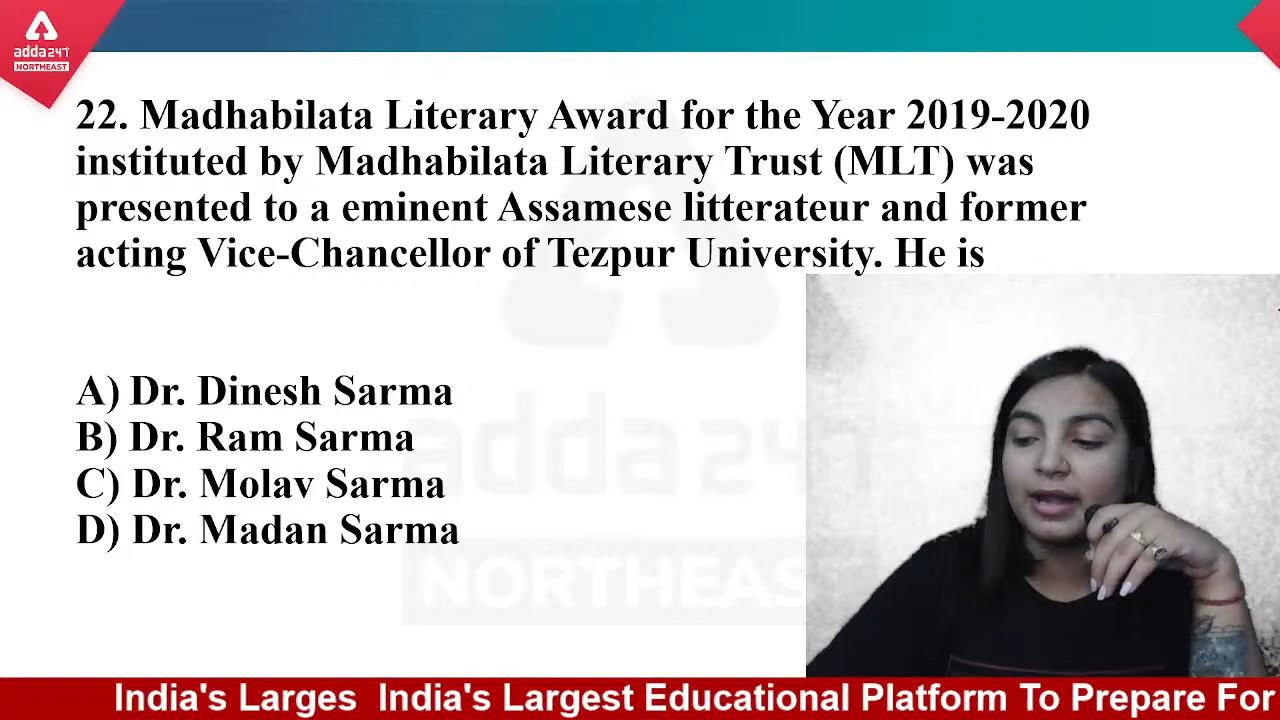 adda247
NORTHEAST
22. Madhabilata Literary Award for the Year 2019-2020
instituted by Madhabilata Literary Trust (MLT) was
presented to a eminent Assamese litterateur and former
acting Vice-Chancellor of Tezpur University. He is
A) Dr. Dinesh Sarma
B) Dr. Ram Sarma
C) Dr. Molav Sarma
D) Dr. Madan Sarma
adda247
NORTHEAST
India's Larges India's Largest Educational Platform To Prepare For